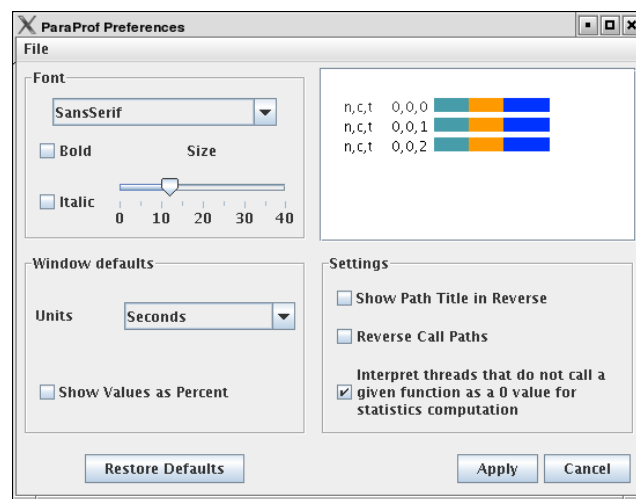 ParaProf Preferences
File
Font
SansSerif
Bold
Size
Italic
0 10 20 30 40
n,c,t 0,0,0
n,c,t 0,0,1
n,c,t 0,0,2
Window defaults
Units
Seconds
Show Values as Percent
Settings
Show Path Title in Reverse
Reverse Call Paths
Interpret threads that do not call a
given function as a 0 value for
statistics computation
Restore Defaults
Apply
Cancel